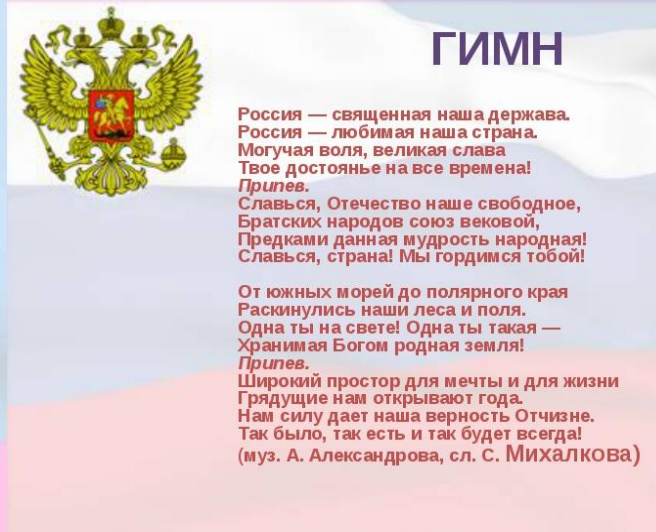 ГИМН
Россия — священная наша держава.
Россия — любимая наша страна.
Могучая воля, великая слава
Твое достоянье на все времена!
Припев.
Славься, Отечество наше свободное,
Братских народов союз вековой,
Предками данная мудрость народная!
Славься, страна! Мы гордимся тобой!
От южных морей до полярного края
Раскинулись наши леса и поля.
Одна ты на свете! Одна ты такая —
Хранимая Богом родная земля!
Припев.
Широкий простор для мечты и для жизни
Грядущие нам открывают года.
Нам силу дает наша верность Отчизне.
Так было, так есть и так будет всегда!
(муз. А. Александрова, сл. С. Михалкова)